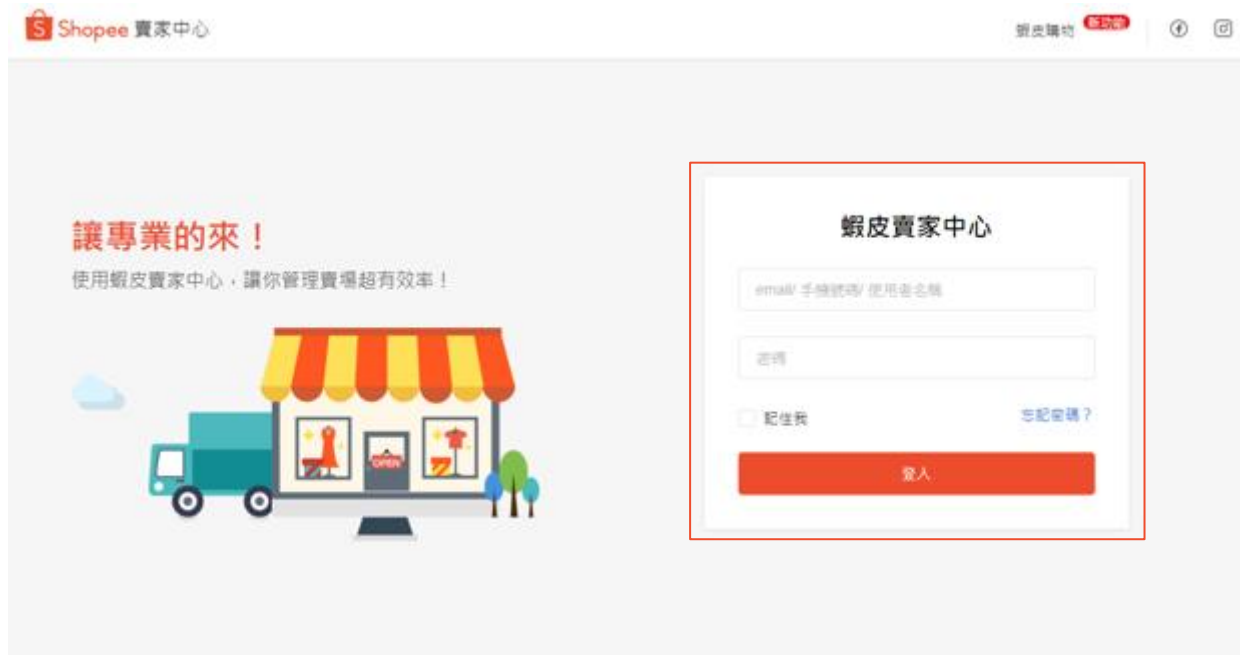 Shopee 賣家中心
蝦皮購物 新功能
讓專業的來！
使用蝦皮賣家中心，讓你管理賣場超有效率！
OPEN
蝦皮賣家中心
email/ 手機號碼/ 使用者名稱
密碼
記住我
忘記密碼？
登入